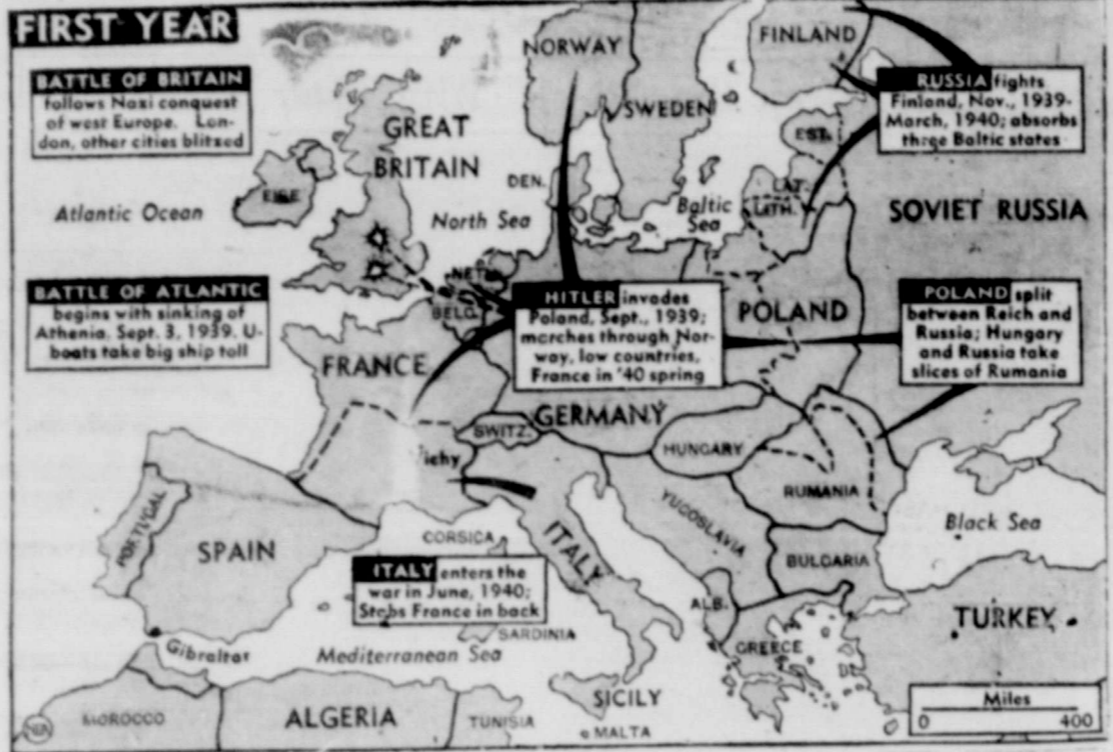 FIRST YEAR
BATTLE OF BRITAIN
follows Nazi conquest
of west Europe. Lon-
don, other cities blitzed
NORWAY
FINLAND
SWEDEN
RUSSIA fights
Finland, Nov., 1939-
March, 1940; absorbs
three Baltic states
GREAT
BRITAIN
EST.
LAT.
LITH.
DEN.
EIRE
Atlantic Ocean
North Sea
Baltic
Sea
SOVIET RUSSIA
NETH.
BELG.
BATTLE OF ATLANTIC
begins with sinking of
Athenia, Sept. 3, 1939. U-
boats take big ship toll
HITLER invades
Poland, Sept., 1939;
marches through Nor-
way, low countries,
France in '40 spring
POLAND
POLAND split
between Reich and
Russia; Hungary
and Russia take
slices of Rumania
FRANCE
GERMANY
SWITZ.
HUNGARY
ichy
RUMANIA
YUGOSLAVIA
Black Sea
PORTUGAL
SPAIN
CORSICA
ITALY
BULGARIA
ITALY enters the
war in June, 1940;
Stabs France in back
ALB.
TURKEY
SARDINIA
GREECE
Gibraltar
Mediterranean Sea
SICILY
MOROCCO
ALGERIA
TUNISIA
MALTA
Miles
0 400
NEA